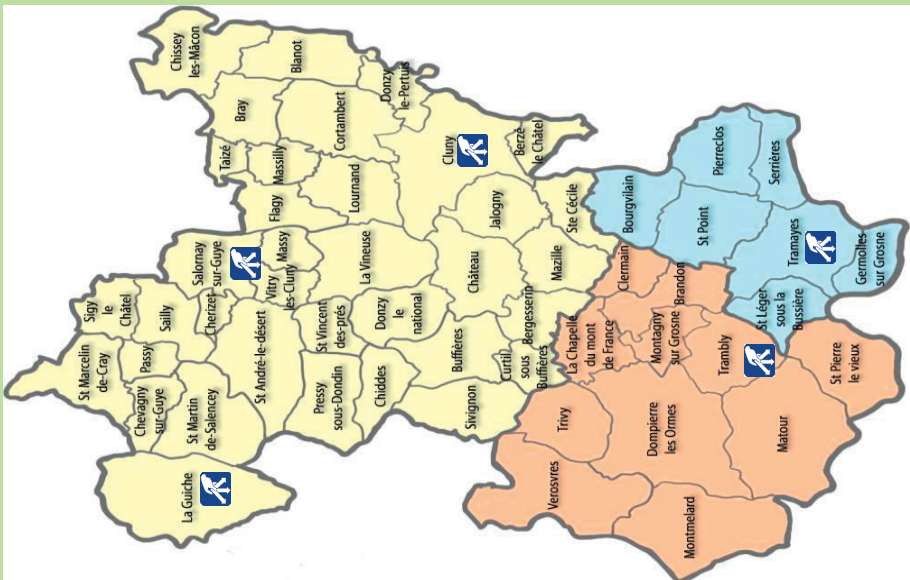 Chissey
les-Mâcon
Blanot
Bray
Donzy
le-Pertuis
Cortambert
Taizé
Massilly
Cluny
Berzé
le Châtel
Flagy
Lournand
Jalogny
Ste Cécile
Salornay
sur-Guye
Massy
Vitry
les-Cluny
La Vineuse
Château
Mazille
Sigy
le
Châtel
Sailly
Cherizet
St Vincent
des-prés
Donzy
le
national
Bergesserin
St Marcelin
de-Cray
Passy
St André-le-désert
Buffières
Curtil
sous
Buffières
Chevagny
sur-Guye
St Martin
de-Salencey
Pressy
sous-Dondin
Chiddes
Sivignon
La Guiche
Pierreclos
Serrières
Bourgvilain
St Point
Tramayes
Germolles
sur Grosne
St Léger
sous la
Bussière
Clermain
Brandon
La Chapelle
du mont
de France
Montagny
sur Grosne
Trambly
St Pierre
le vieux
Trivy
Dompierre
les Ormes
Matour
Verosvres
Montmelard